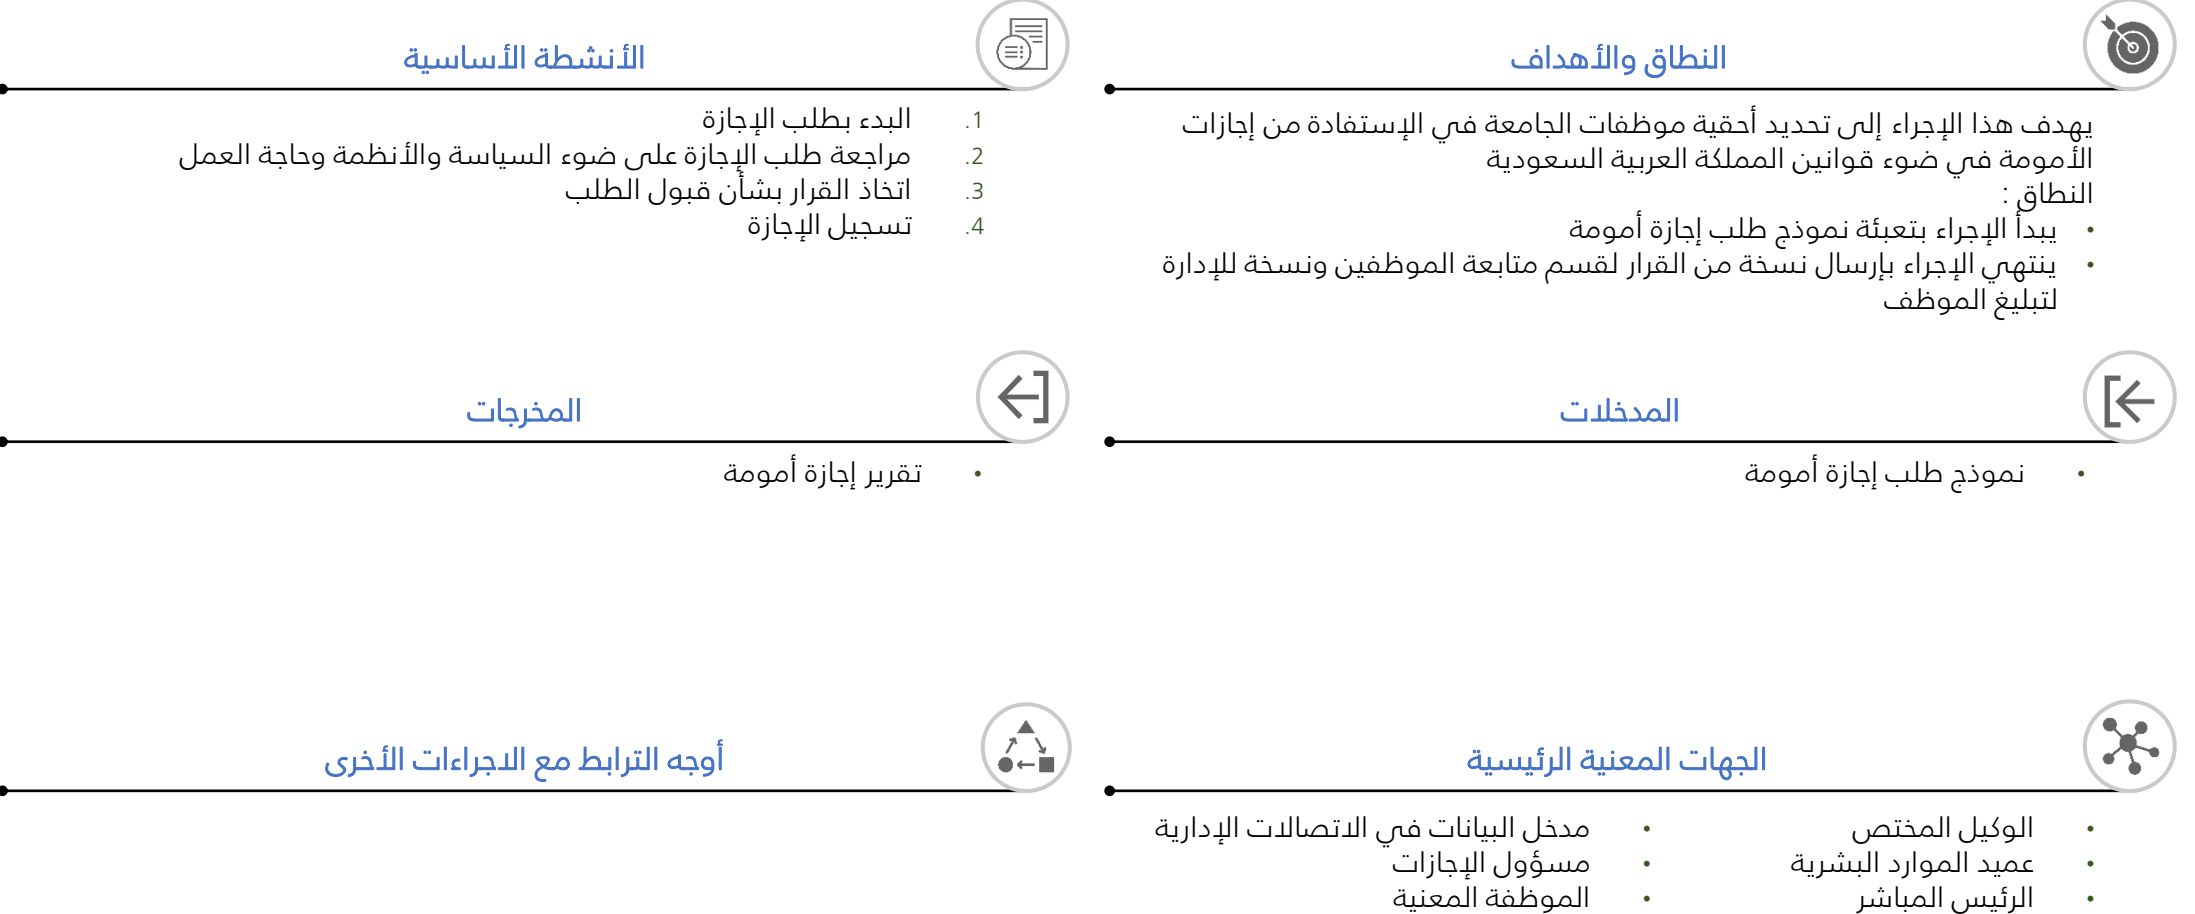 النطاق والأهداف
يهدف هذا الإجراء إلى تحديد أحقية موظفات الجامعة في الإستفادة من إجازات
الأمومة في ضوء قوانين المملكة العربية السعودية
النطاق :
• يبدأ الإجراء بتعبئة نموذج طلب إجازة أمومة
• ينتهي الإجراء بإرسال نسخة من القرار لقسم متابعة الموظفين ونسخة للإدارة
لتبليغ الموظف
الأنشطة الأساسية
1. البدء بطلب الإجازة
2. مراجعة طلب الإجازة على ضوء السياسة والأنظمة وحاجة العمل
3. اتخاذ القرار بشأن قبول الطلب
4. تسجيل الإجازة
المدخلات
• نموذج طلب إجازة أمومة
المخرجات
• تقرير إجازة أمومة
الجهات المعنية الرئيسية
• الوكيل المختص
• عميد الموارد البشرية
• الرئيس المباشر
• مدخل البيانات في الاتصالات الإدارية
• مسؤول الإجازات
• الموظفة المعنية
أوجه الترابط مع الاجراءات الأخرى